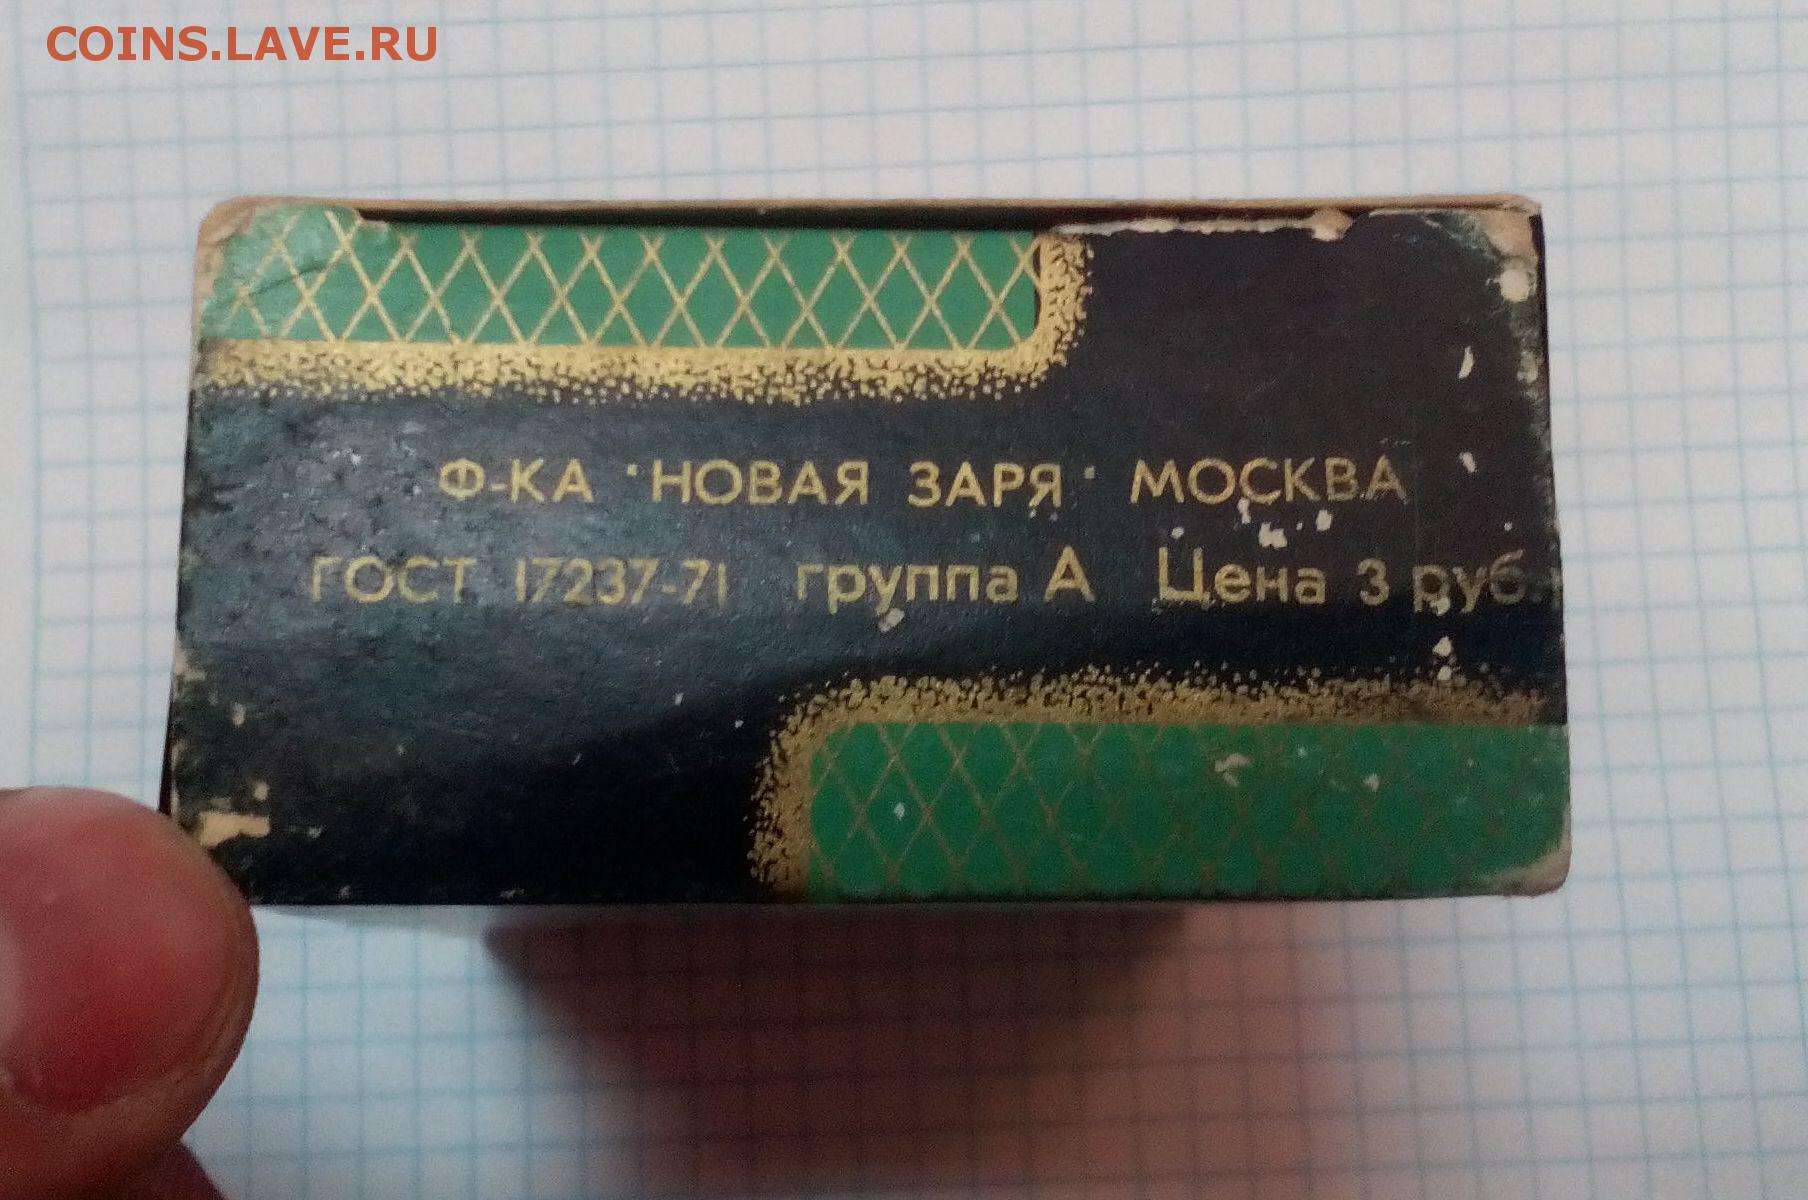 COINS.LAVE.RU
Ф-КА "НОВАЯ ЗАРЯ" МОСКВА
ГОСТ 17237-71 группа А Цена 3 руб.